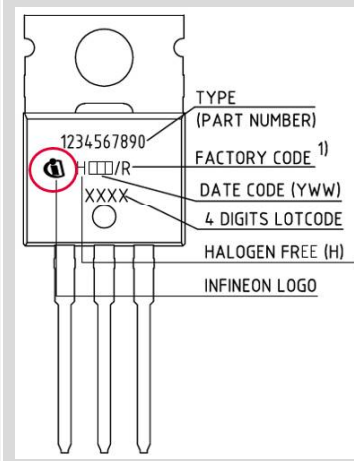 TYPE
(PART NUMBER)
1234567890
FACTORY CODE 1)
H□□□/R
DATE CODE (YWW)
XXXX
4 DIGITS LOTCODE
HALOGEN FREE (H)
INFINEON LOGO